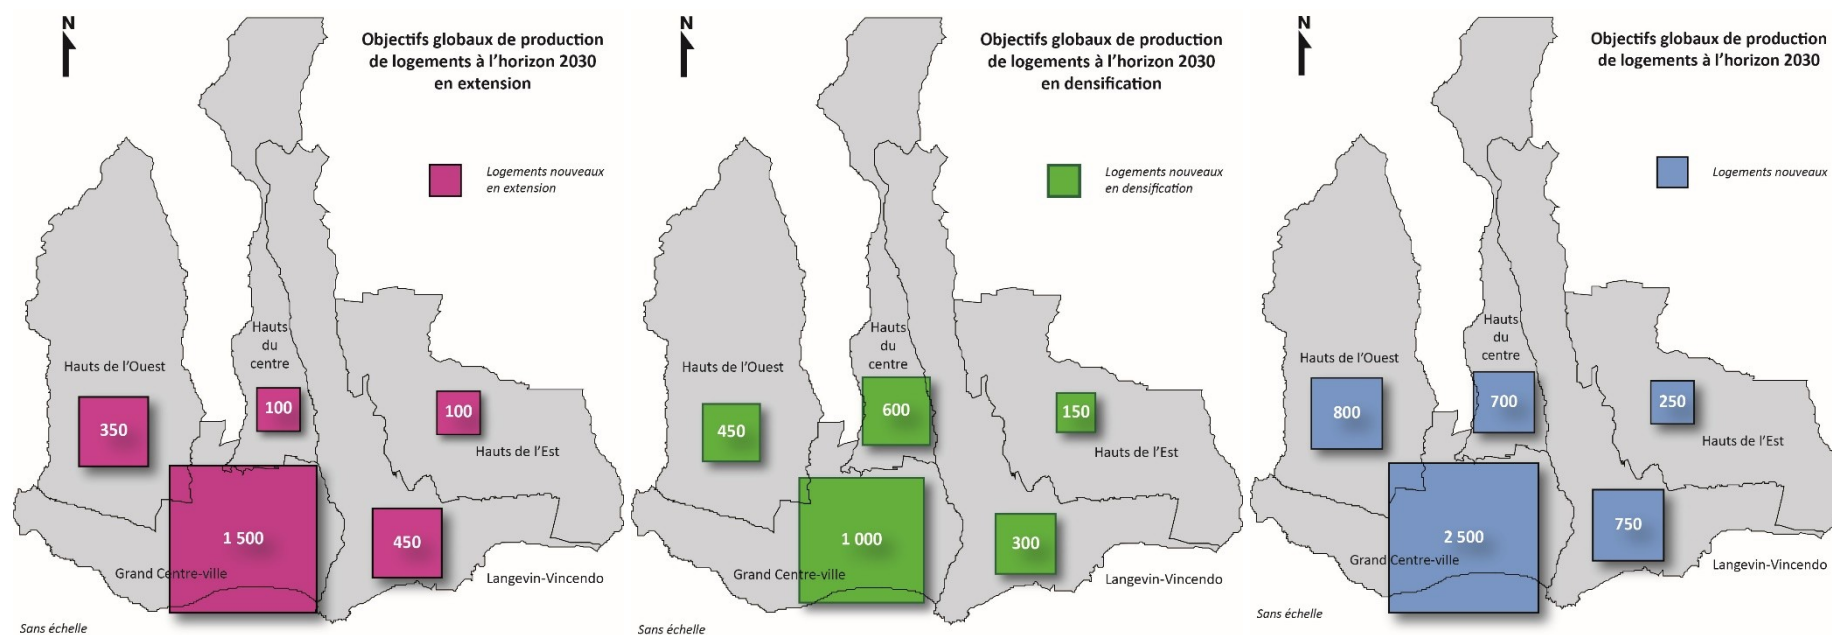 N
Objectifs globaux de production
de logements à l'horizon 2030
en extension
Logements nouveaux
en extension
Hauts
du
centre
Hauts de l'Ouest
100
100
350
Hauts de l'Est
1 500
450
Grand Centre-ville
Langevin-Vincendo
Sans échelle
N
Objectifs globaux de production
de logements à l'horizon 2030
en densification
Logements nouveaux
en densification
Hauts
du
centre
Hauts de l'Ouest
600
150
450
Hauts de l'Est
1 000
300
Grand Centre-ville
Langevin-Vincendo
Sans échelle
N
Objectifs globaux de production
de logements à l'horizon 2030
Logements nouveaux
Hauts
du
centre
Hauts de l'Ouest
700
250
800
Hauts de l'Est
750
2 500
Grand Centre-ville
Langevin-Vincendo
Sans échelle